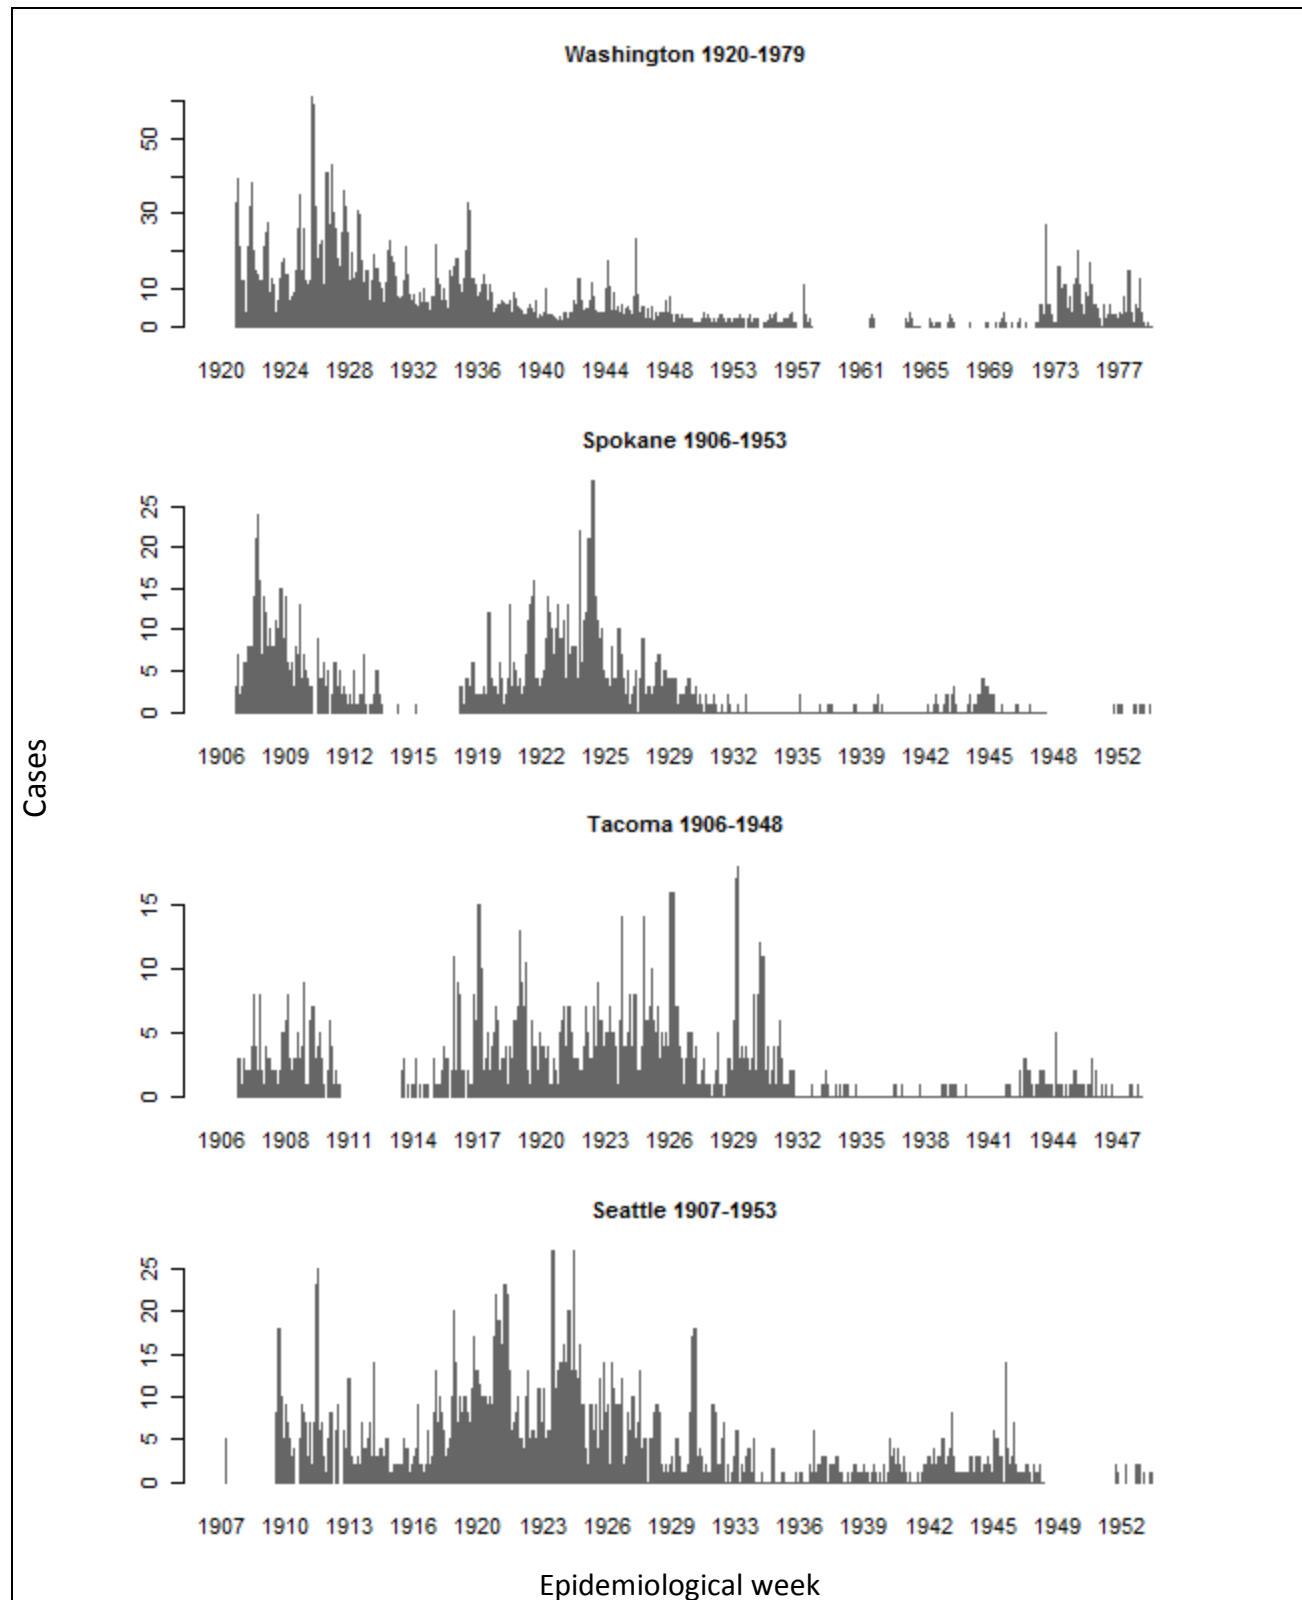 Washington 1920-1979
50
30
10
0
1920 1924 1928 1932 1936 1940 1944 1948 1953 1957 1961 1965 1969 1973 1977
Spokane 1906-1953
25
20
15
10
5
0
1906 1909 1912 1915 1919 1922 1925 1929 1932 1935 1939 1942 1945 1948 1952
Cases
Tacoma 1906-1948
15
10
5
0
1906 1908 1911 1914 1917 1920 1923 1926 1929 1932 1935 1938 1941 1944 1947
Seattle 1907-1953
25
20
15
10
5
0
1907 1910 1913 1916 1920 1923 1926 1929 1933 1936 1939 1942 1945 1949 1952
Epidemiological week